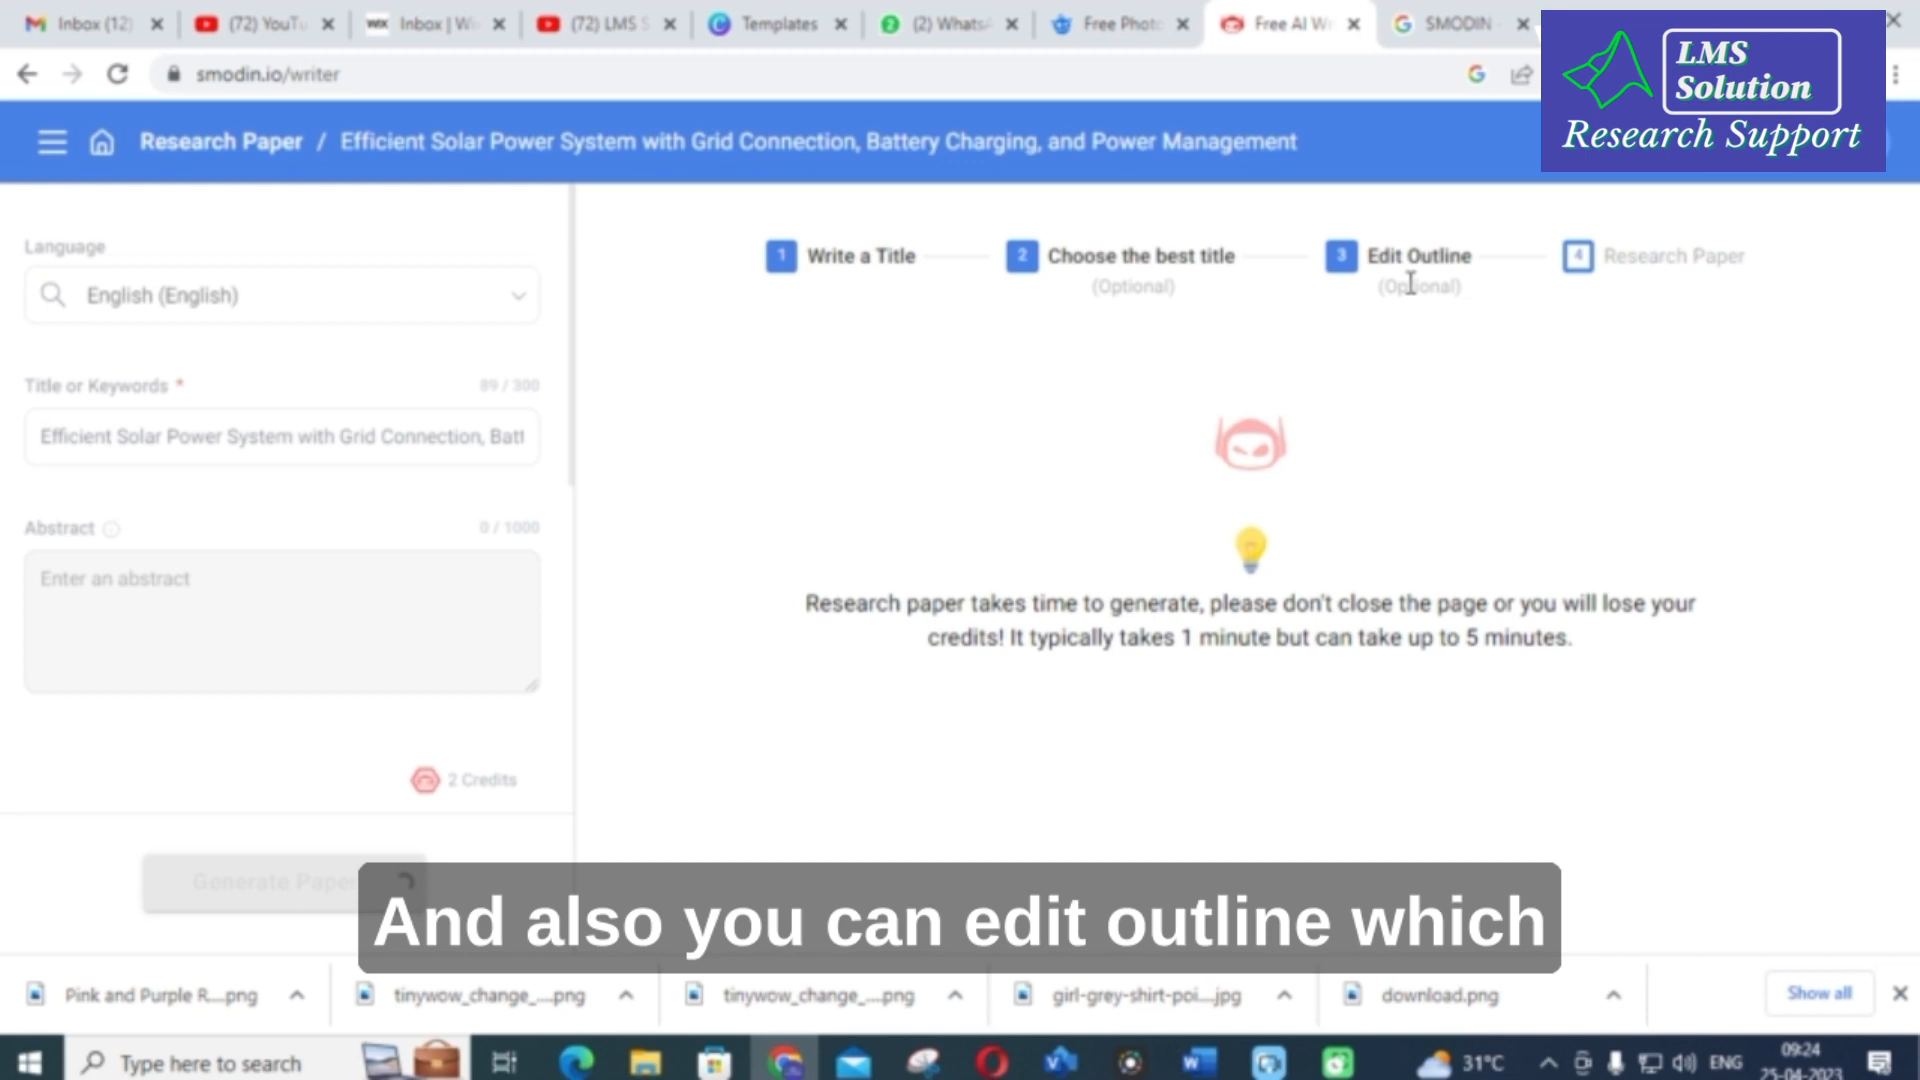 Inbox (12)
(72) YouTu
Inbox | Wi
(72) LMS S
Templates
(2) Whats
Free Photo
Free AI Wr
SMODIN -
smodin.io/writer
LMS
Solution
Research Support
Research Paper / Efficient Solar Power System with Grid Connection, Battery Charging, and Power Management
Language
English (English)
Title or Keywords *
89 / 300
Efficient Solar Power System with Grid Connection, Batt
Abstract
0 / 1000
Enter an abstract
2 Credits
Generate Paper
1 Write a Title
2 Choose the best title
(Optional)
3 Edit Outline
(Optional)
4 Research Paper
Research paper takes time to generate, please don't close the page or you will lose your
credits! It typically takes 1 minute but can take up to 5 minutes.
And also you can edit outline which
Pink and Purple R....png
tinywow_change_....png
tinywow_change_....png
girl-grey-shirt-poi....jpg
download.png
Show all
Type here to search
31°C
ENG
09:24
25-04-2023